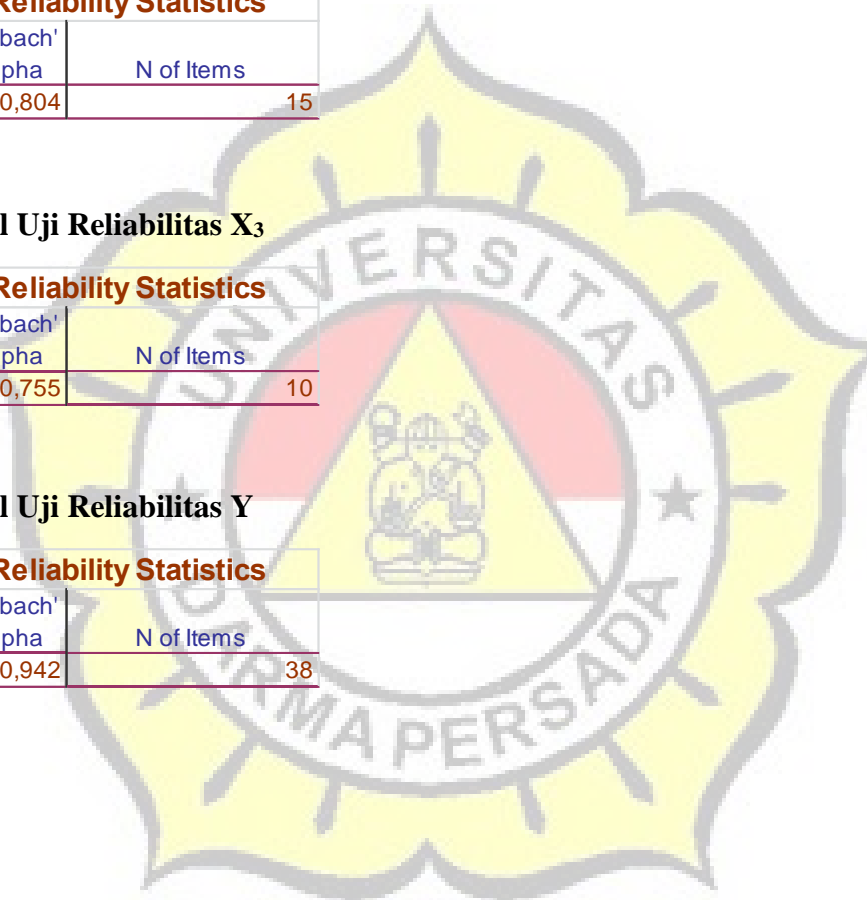 Reliability Statistics
bach'
pha N of Items
0,804 15
l Uji Reliabilitas X₃
Reliability Statistics
bach'
pha N of Items
0,755 10
l Uji Reliabilitas Y
Reliability Statistics
bach'
pha N of Items
0,942 38
UNIVERSITAS
DARMA PERSADA